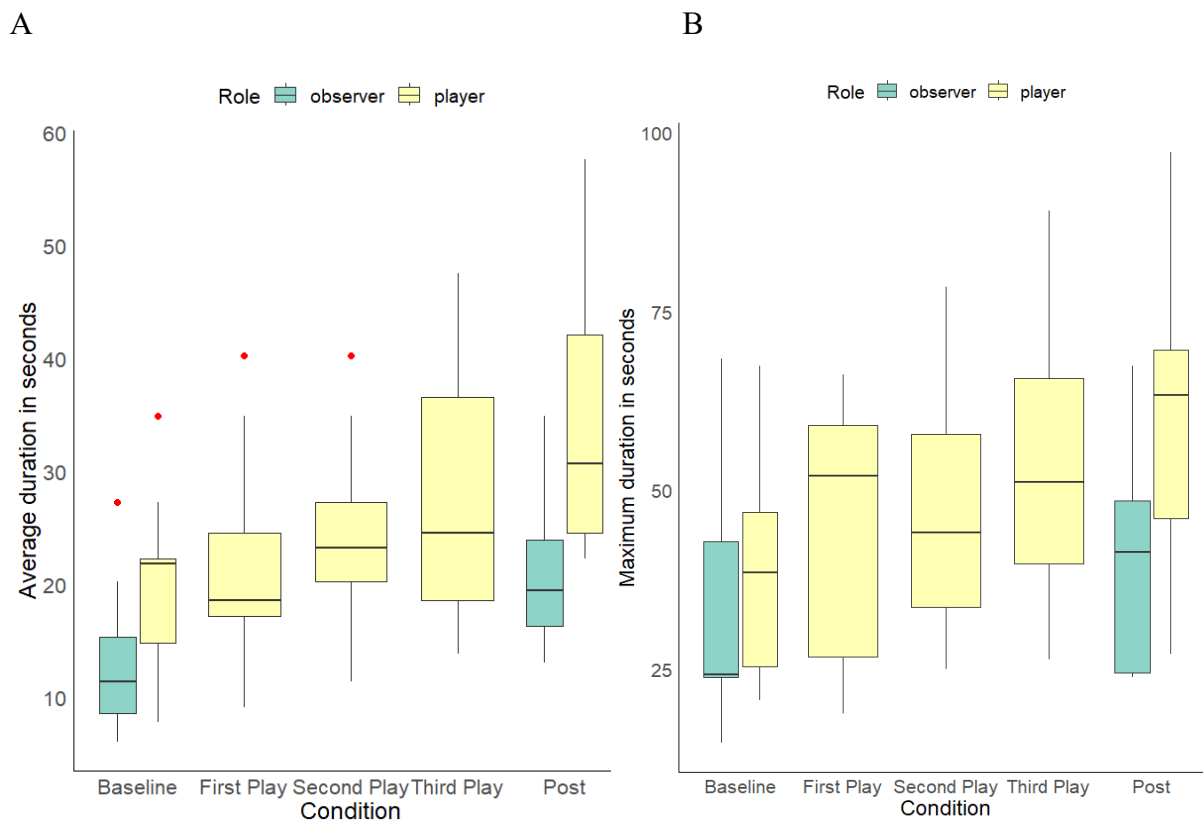 A
Role observer player
Average duration in seconds
60
50
40
30
20
10
Baseline First Play Second Play Third Play Post
Condition
B
Role observer player
Maximum duration in seconds
100
75
50
25
Baseline First Play Second Play Third Play Post
Condition